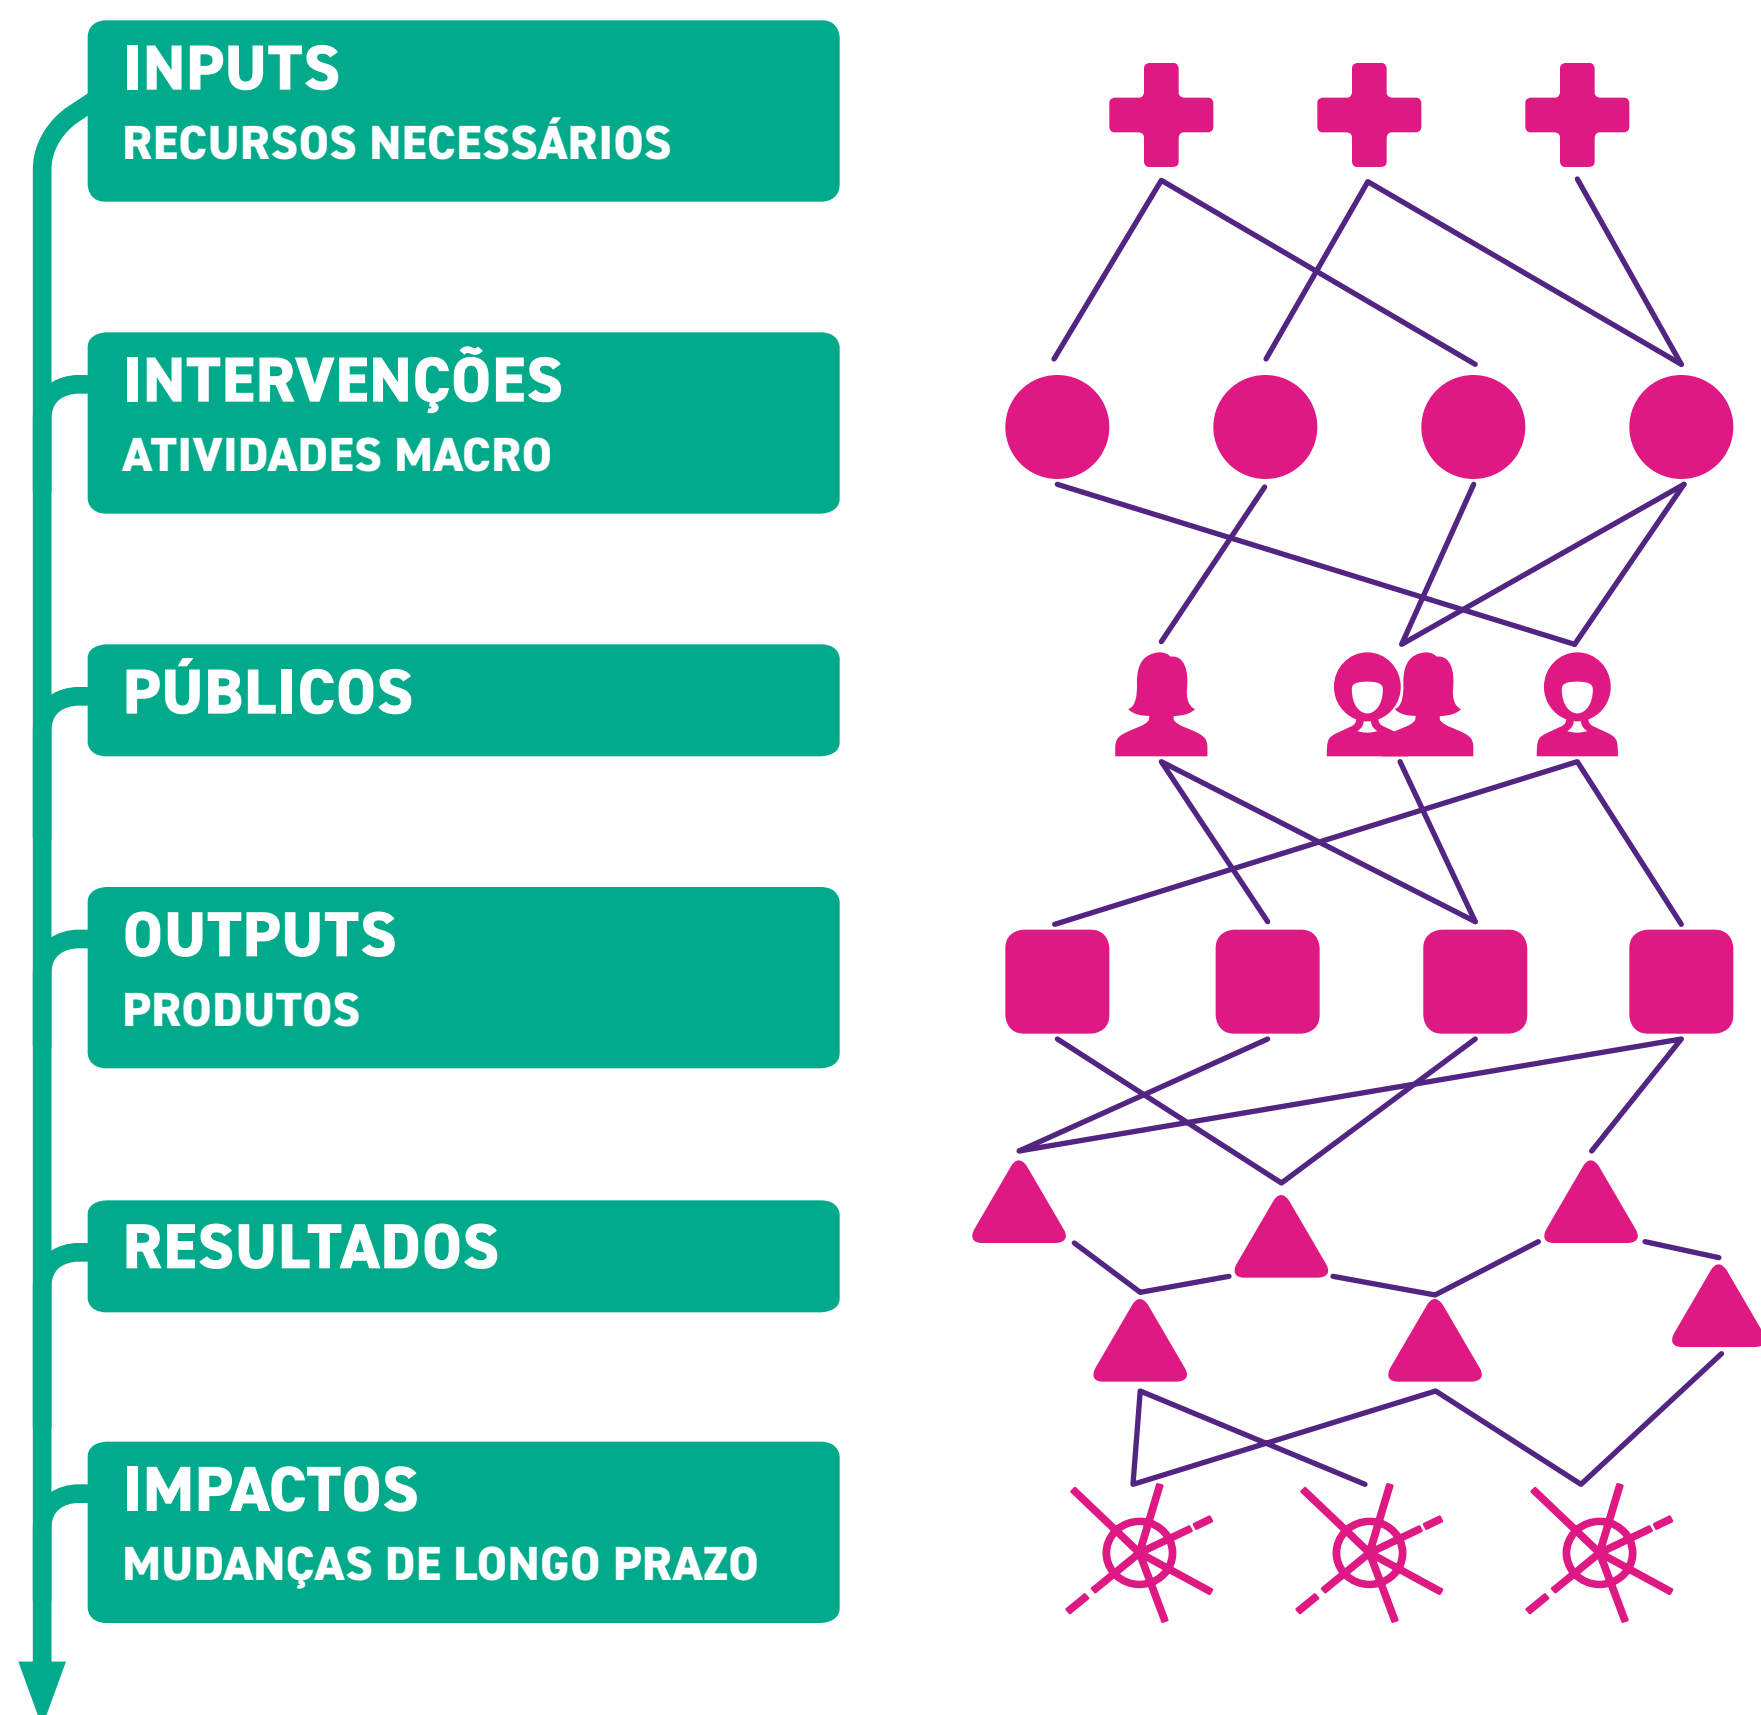 INPUTS
RECURSOS NECESSÁRIOS
INTERVENÇÕES
ATIVIDADES MACRO
PÚBLICOS
OUTPUTS
PRODUTOS
RESULTADOS
IMPACTOS
MUDANÇAS DE LONGO PRAZO